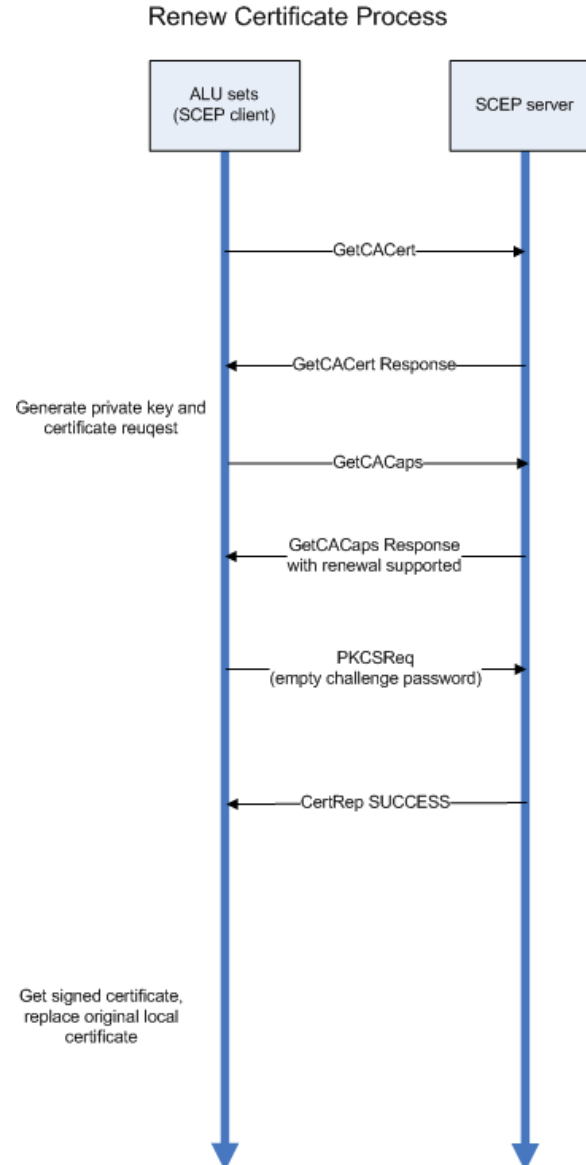 Renew Certificate Process
ALU sets
(SCEP client)
SCEP server
GetCACert
GetCACert Response
Generate private key and
certificate reuqest
GetCACaps
GetCACaps Response
with renewal supported
PKCSReq
(empty challenge password)
CertRep SUCCESS
Get signed certificate,
replace original local
certificate